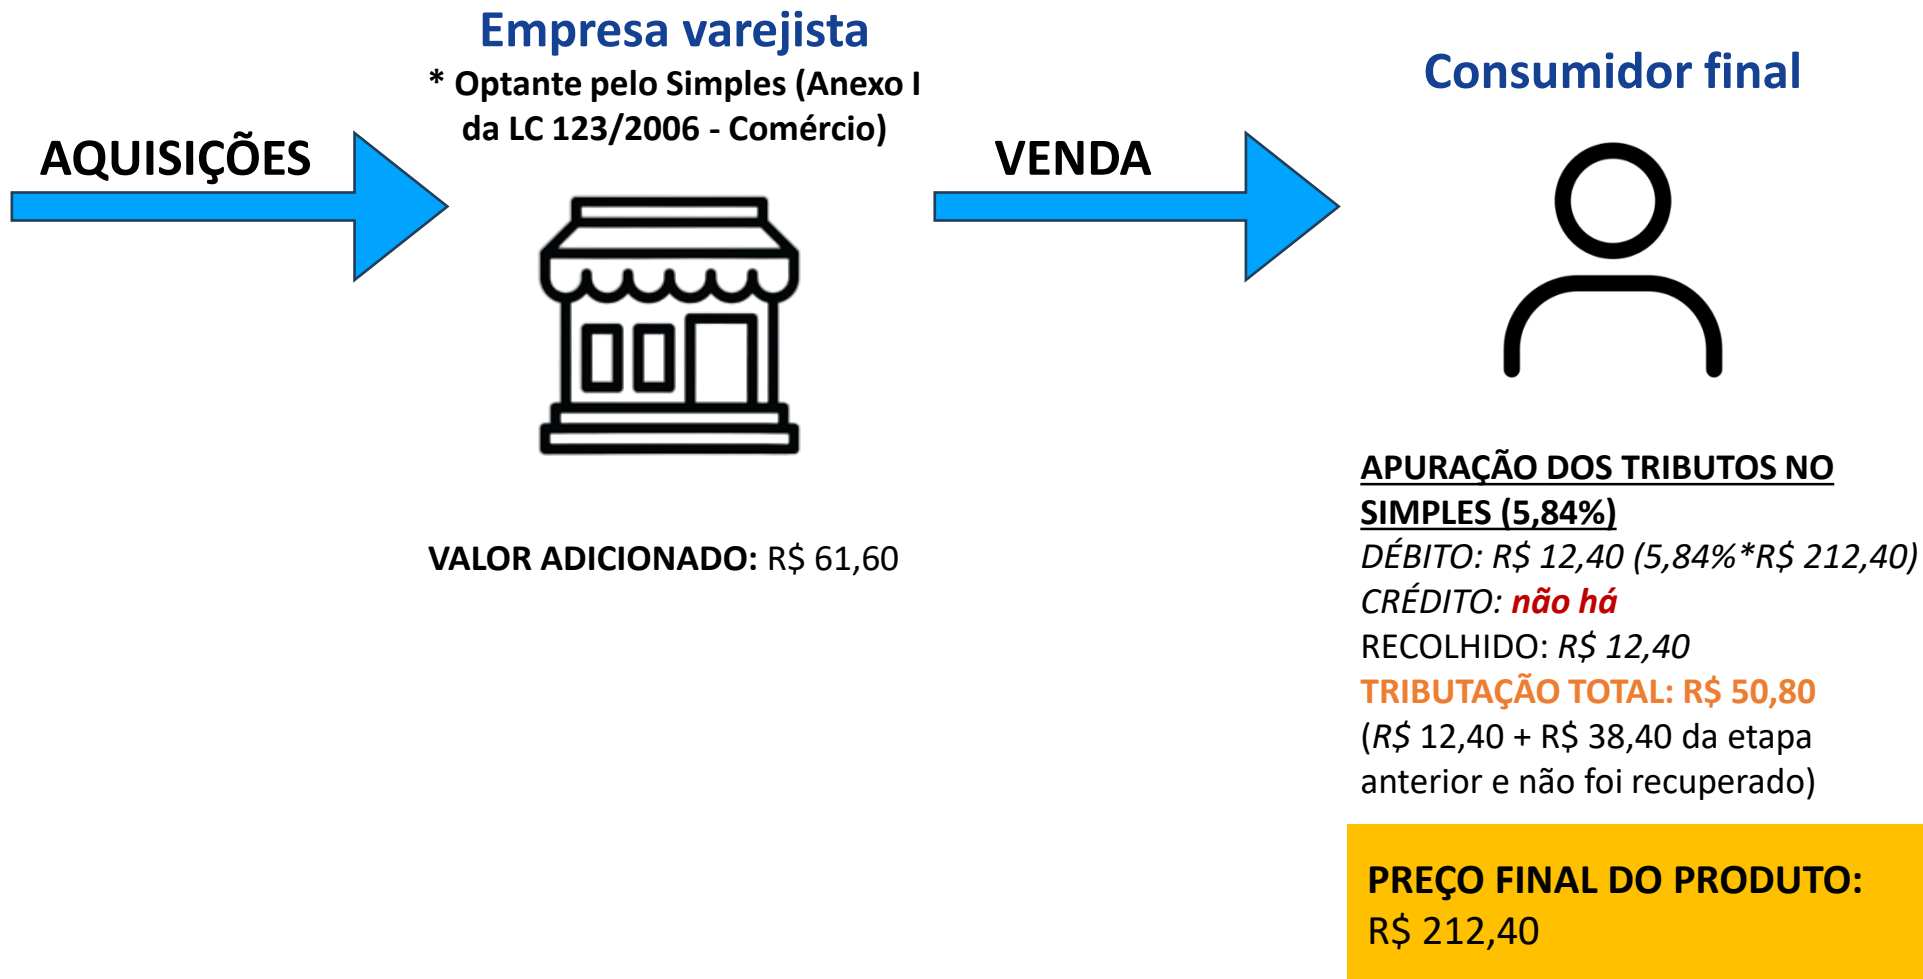 Empresa varejista
* Optante pelo Simples (Anexo I
da LC 123/2006 - Comércio)
Consumidor final
AQUISIÇÕES
VENDA
VALOR ADICIONADO: R$ 61,60
APURAÇÃO DOS TRIBUTOS NO
SIMPLES (5,84%)
DÉBITO: R$ 12,40 (5,84%*R$ 212,40)
CRÉDITO: não há
RECOLHIDO: R$ 12,40
TRIBUTAÇÃO TOTAL: R$ 50,80
(R$ 12,40 + R$ 38,40 da etapa
anterior e não foi recuperado)
PREÇO FINAL DO PRODUTO:
R$ 212,40